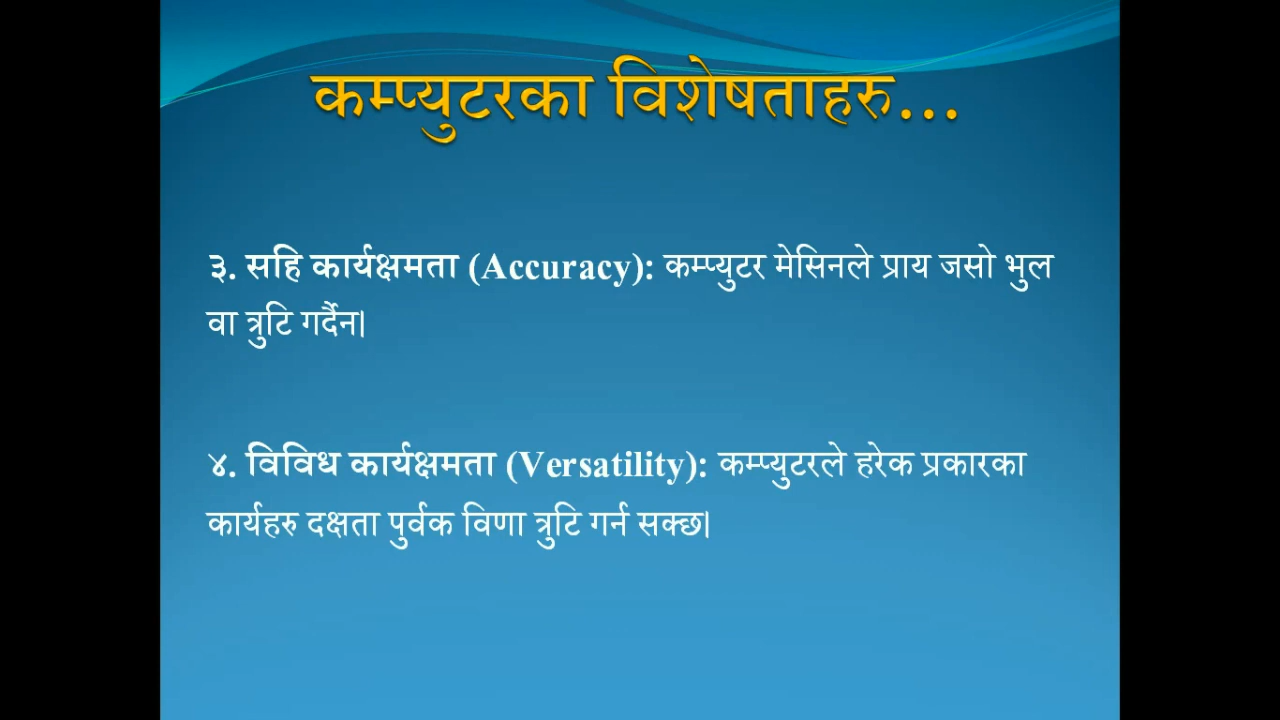 कम्प्युटरका विशेषताहरु...
३. सहि कार्यक्षमता (Accuracy): कम्प्युटर मेसिनले प्राय जसो भुल
वा त्रुटि गर्दैन।
४. विविध कार्यक्षमता (Versatility): कम्प्युटरले हरेक प्रकारका
कार्यहरु दक्षता पुर्वक विणा त्रुटि गर्न सक्छ।